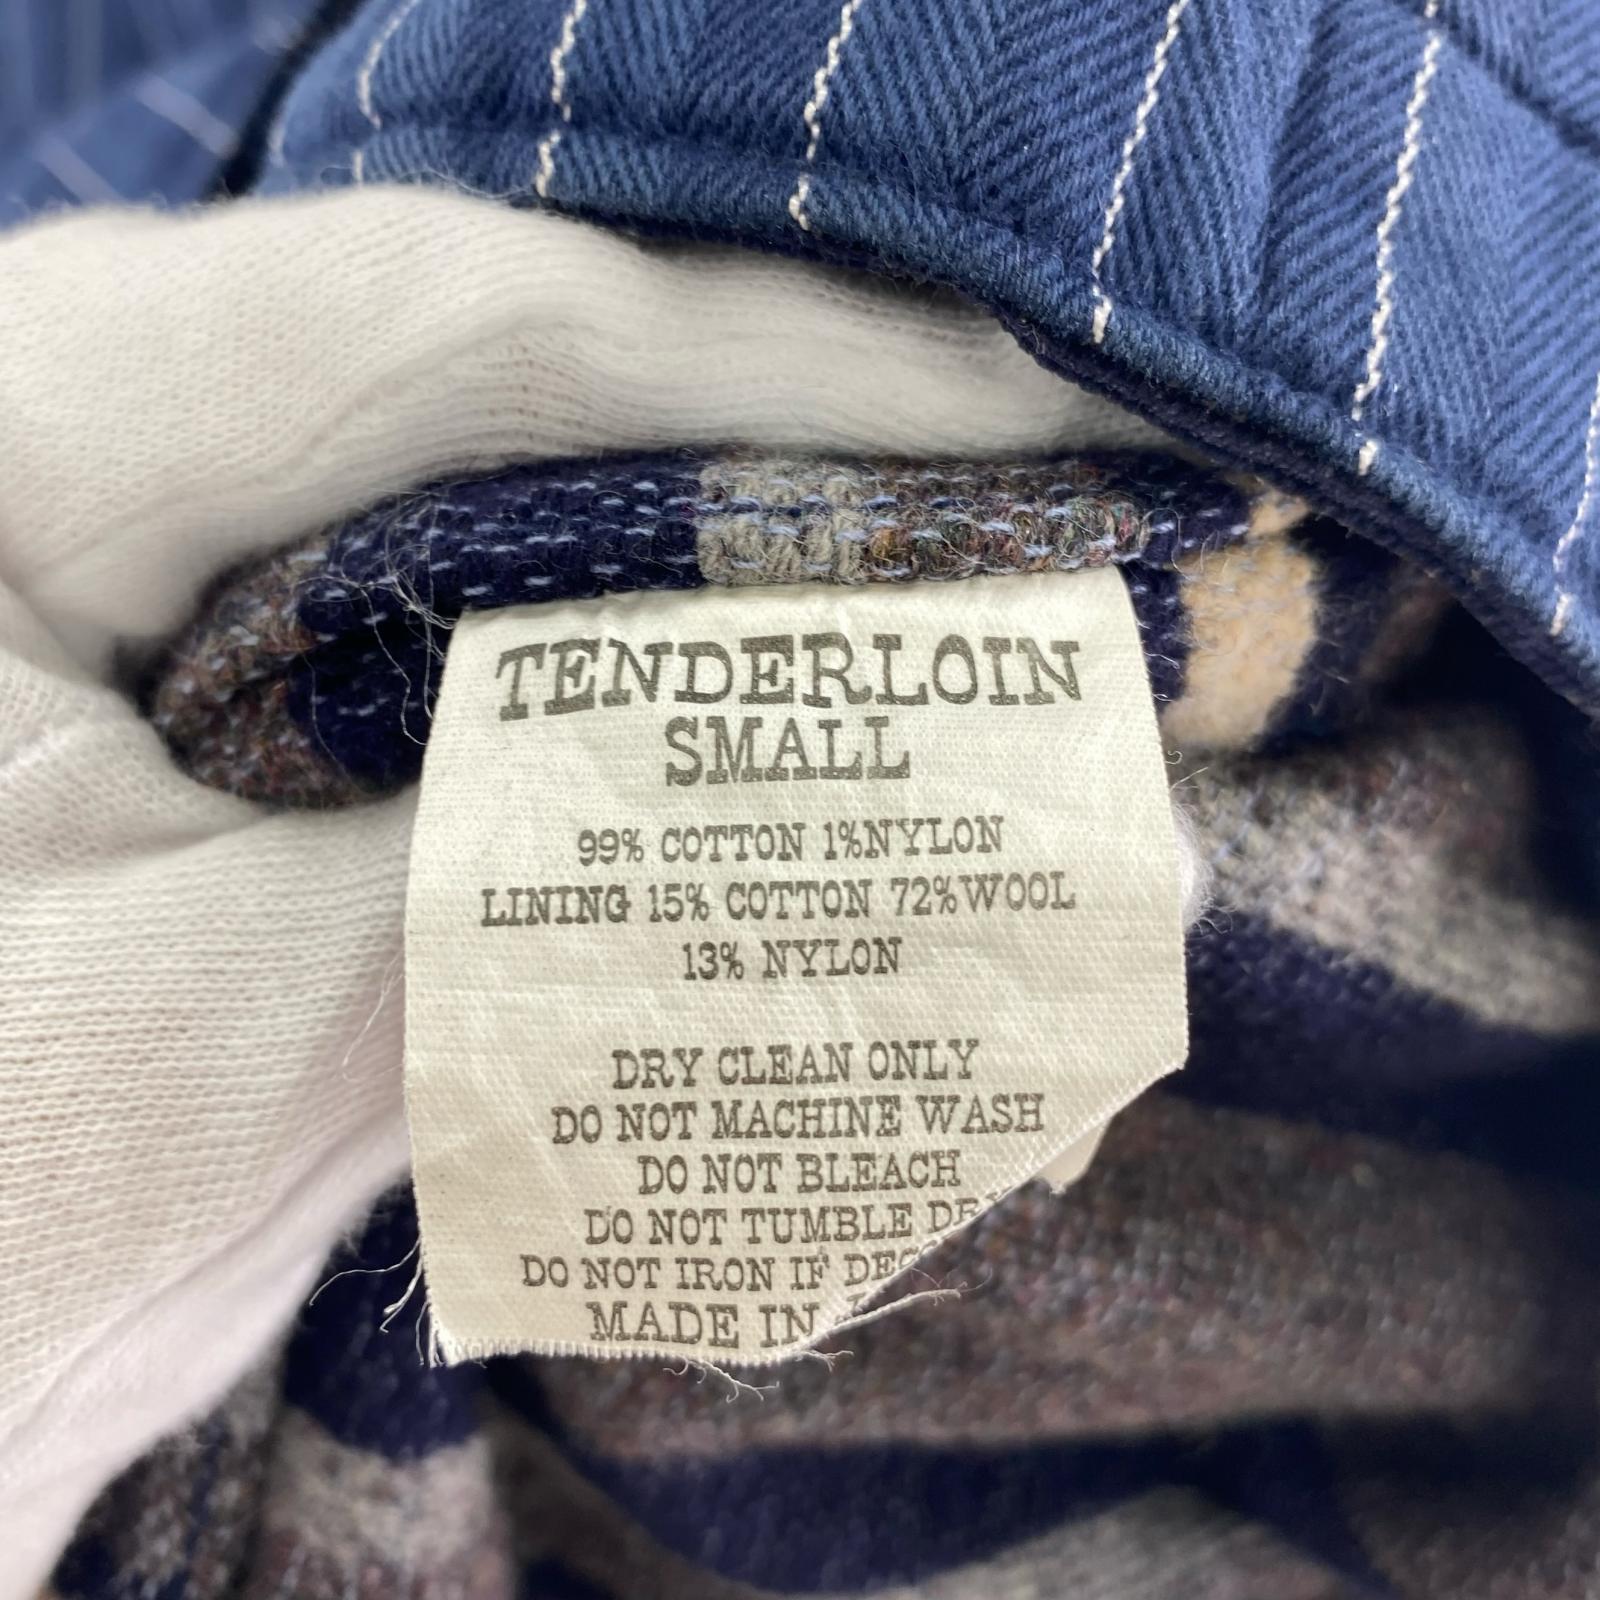 TENDERLOIN
SMALL
99% COTTON 1%NYLON
LINING 15% COTTON 72%WOOL
13% NYLON
DRY CLEAN ONLY
DO NOT MACHINE WASH
DO NOT BLEACH
DO NOT TUMBLE
DO NOT IRON IF
MADE IN